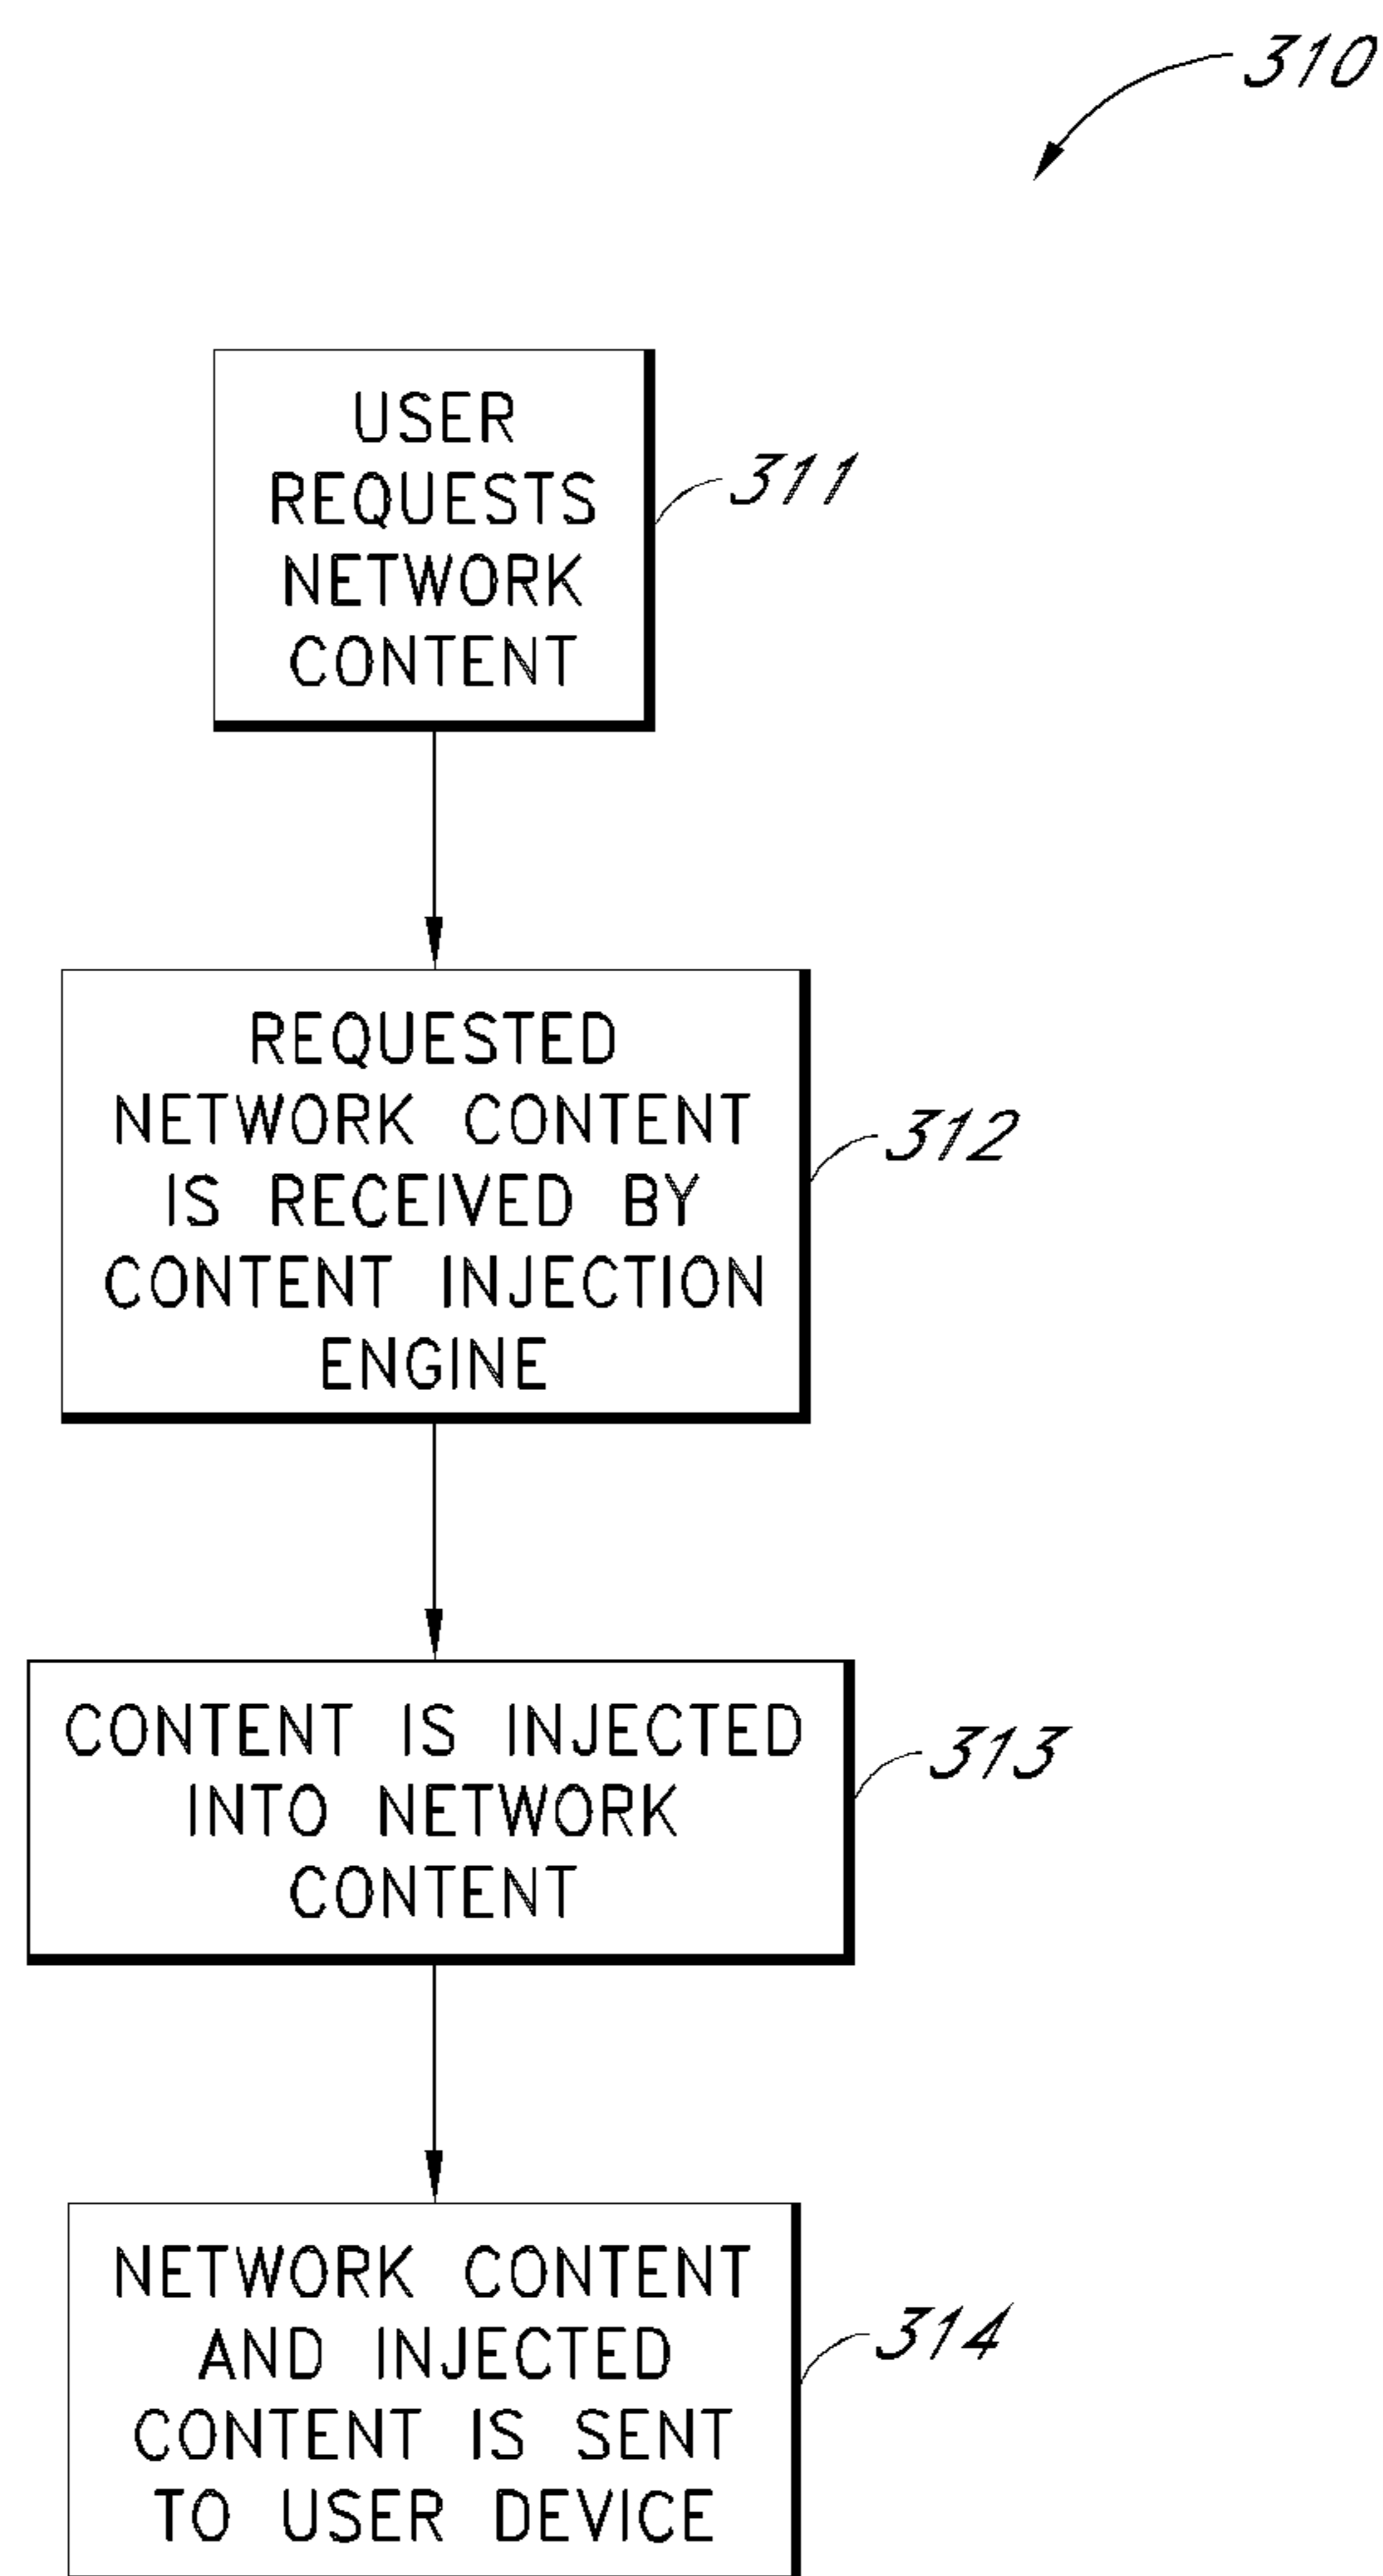 310
USER
REQUESTS
NETWORK
CONTENT
311
REQUESTED
NETWORK CONTENT
IS RECEIVED BY
CONTENT INJECTION
ENGINE
312
CONTENT IS INJECTED
INTO NETWORK
CONTENT
313
NETWORK CONTENT
AND INJECTED
CONTENT IS SENT
TO USER DEVICE
314